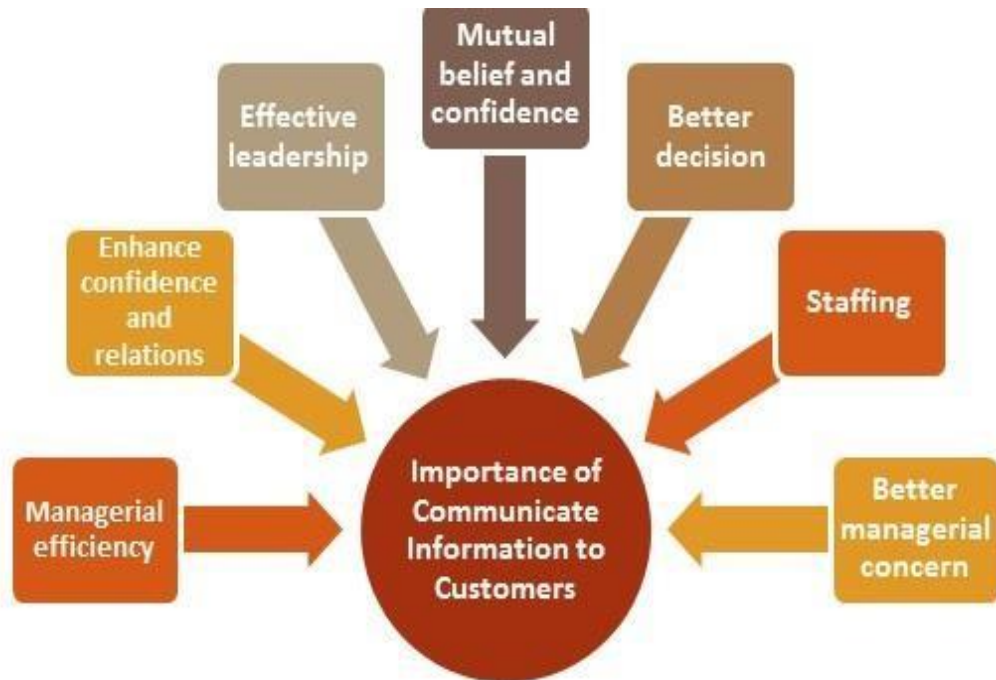 Mutual
belief and
confidence
Effective
leadership
Better
decision
Enhance
confidence
and
relations
Staffing
Managerial
efficiency
Importance of
Communicate
Information to
Customers
Better
managerial
concern